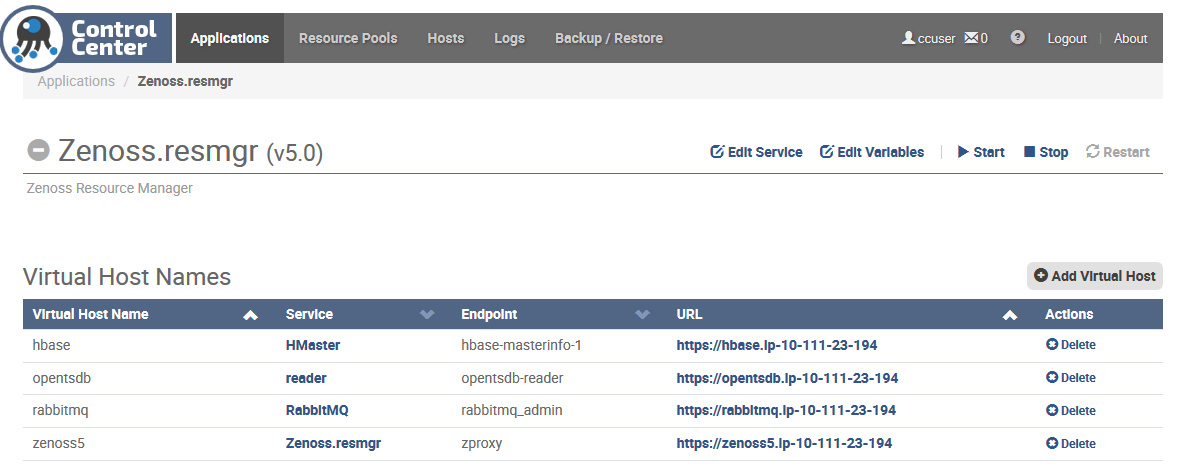 Control Center Applications Resource Pools Hosts Logs Backup / Restore ccuser 0 ? Logout | About
Applications / Zenoss.resmgr
Zenoss.resmgr (v5.0) Edit Service Edit Variables | Start Stop Restart
Zenoss Resource Manager
Virtual Host Names Add Virtual Host
Virtual Host Name Service Endpoint URL Actions
hbase HMaster hbase-masterinfo-1 https://hbase.ip-10-111-23-194 Delete
opentsdb reader opentsdb-reader https://opentsdb.ip-10-111-23-194 Delete
rabbitmq RabbitMQ rabbitmq_admin https://rabbitmq.ip-10-111-23-194 Delete
zenoss5 Zenoss.resmgr zproxy https://zenoss5.ip-10-111-23-194 Delete